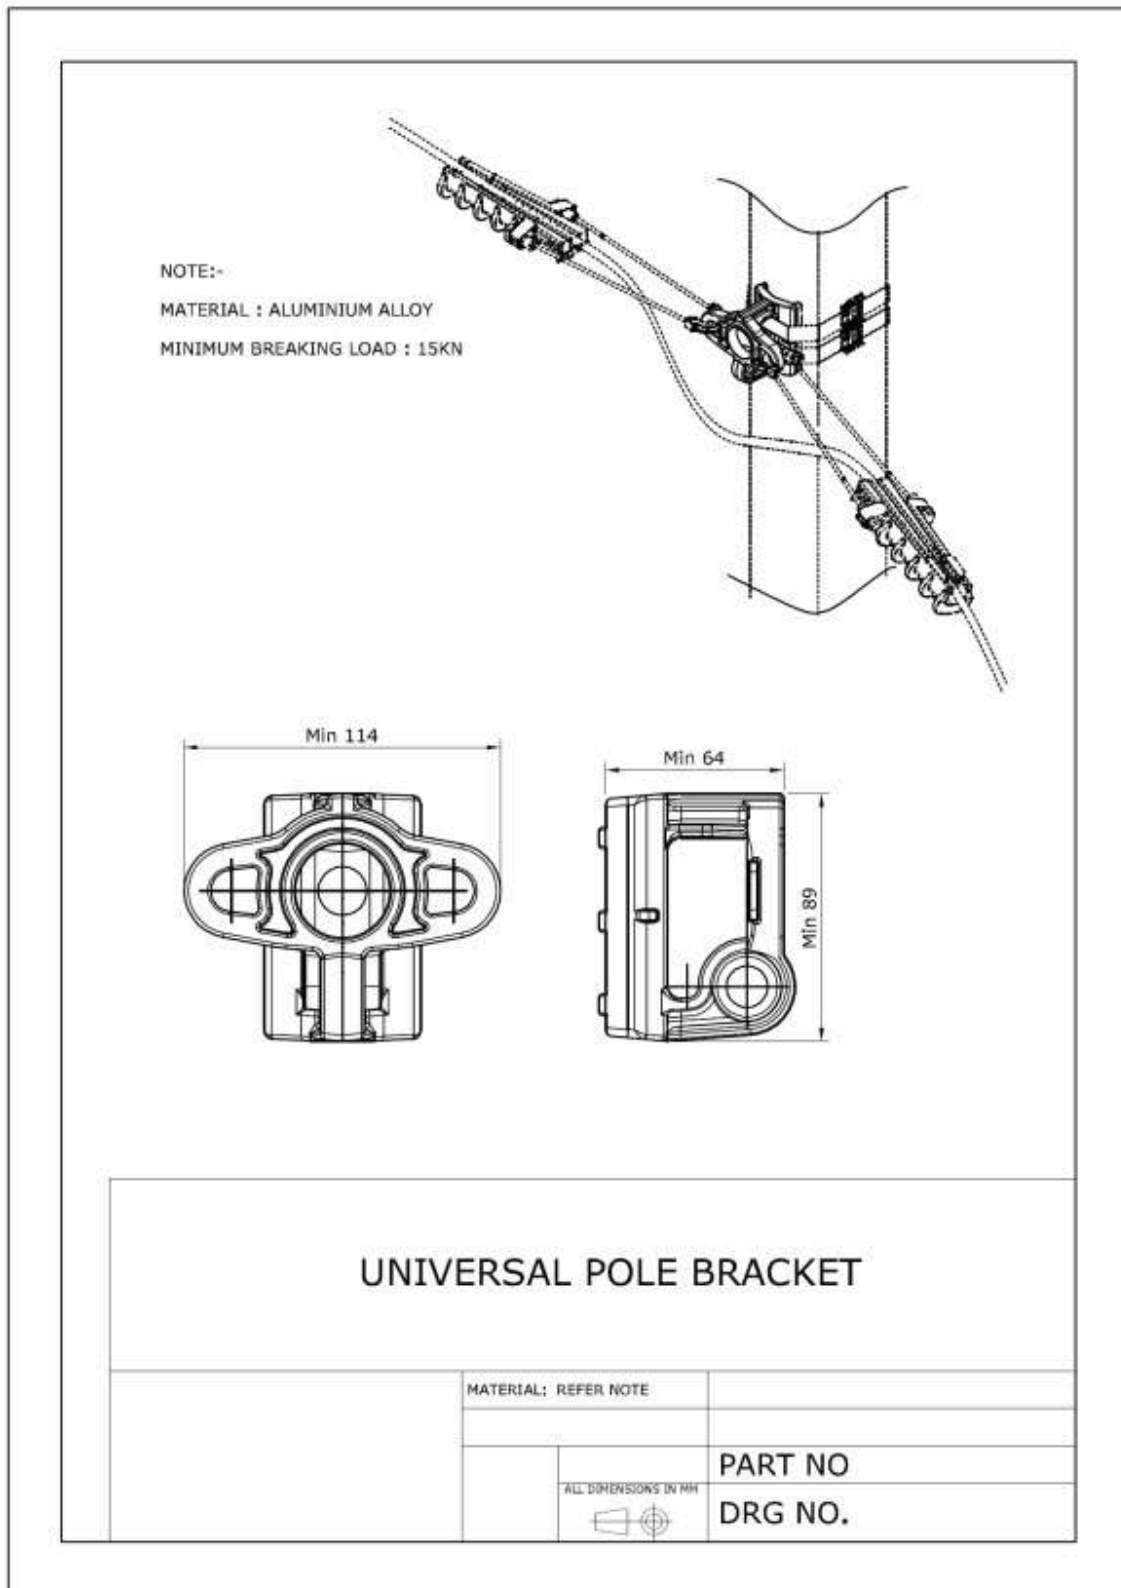 NOTE:-
MATERIAL : ALUMINIUM ALLOY
MINIMUM BREAKING LOAD : 15KN
Min 114
Min 64
Min 89
UNIVERSAL POLE BRACKET
MATERIAL: REFER NOTE
PART NO
ALL DIMENSIONS IN MM
DRG NO.